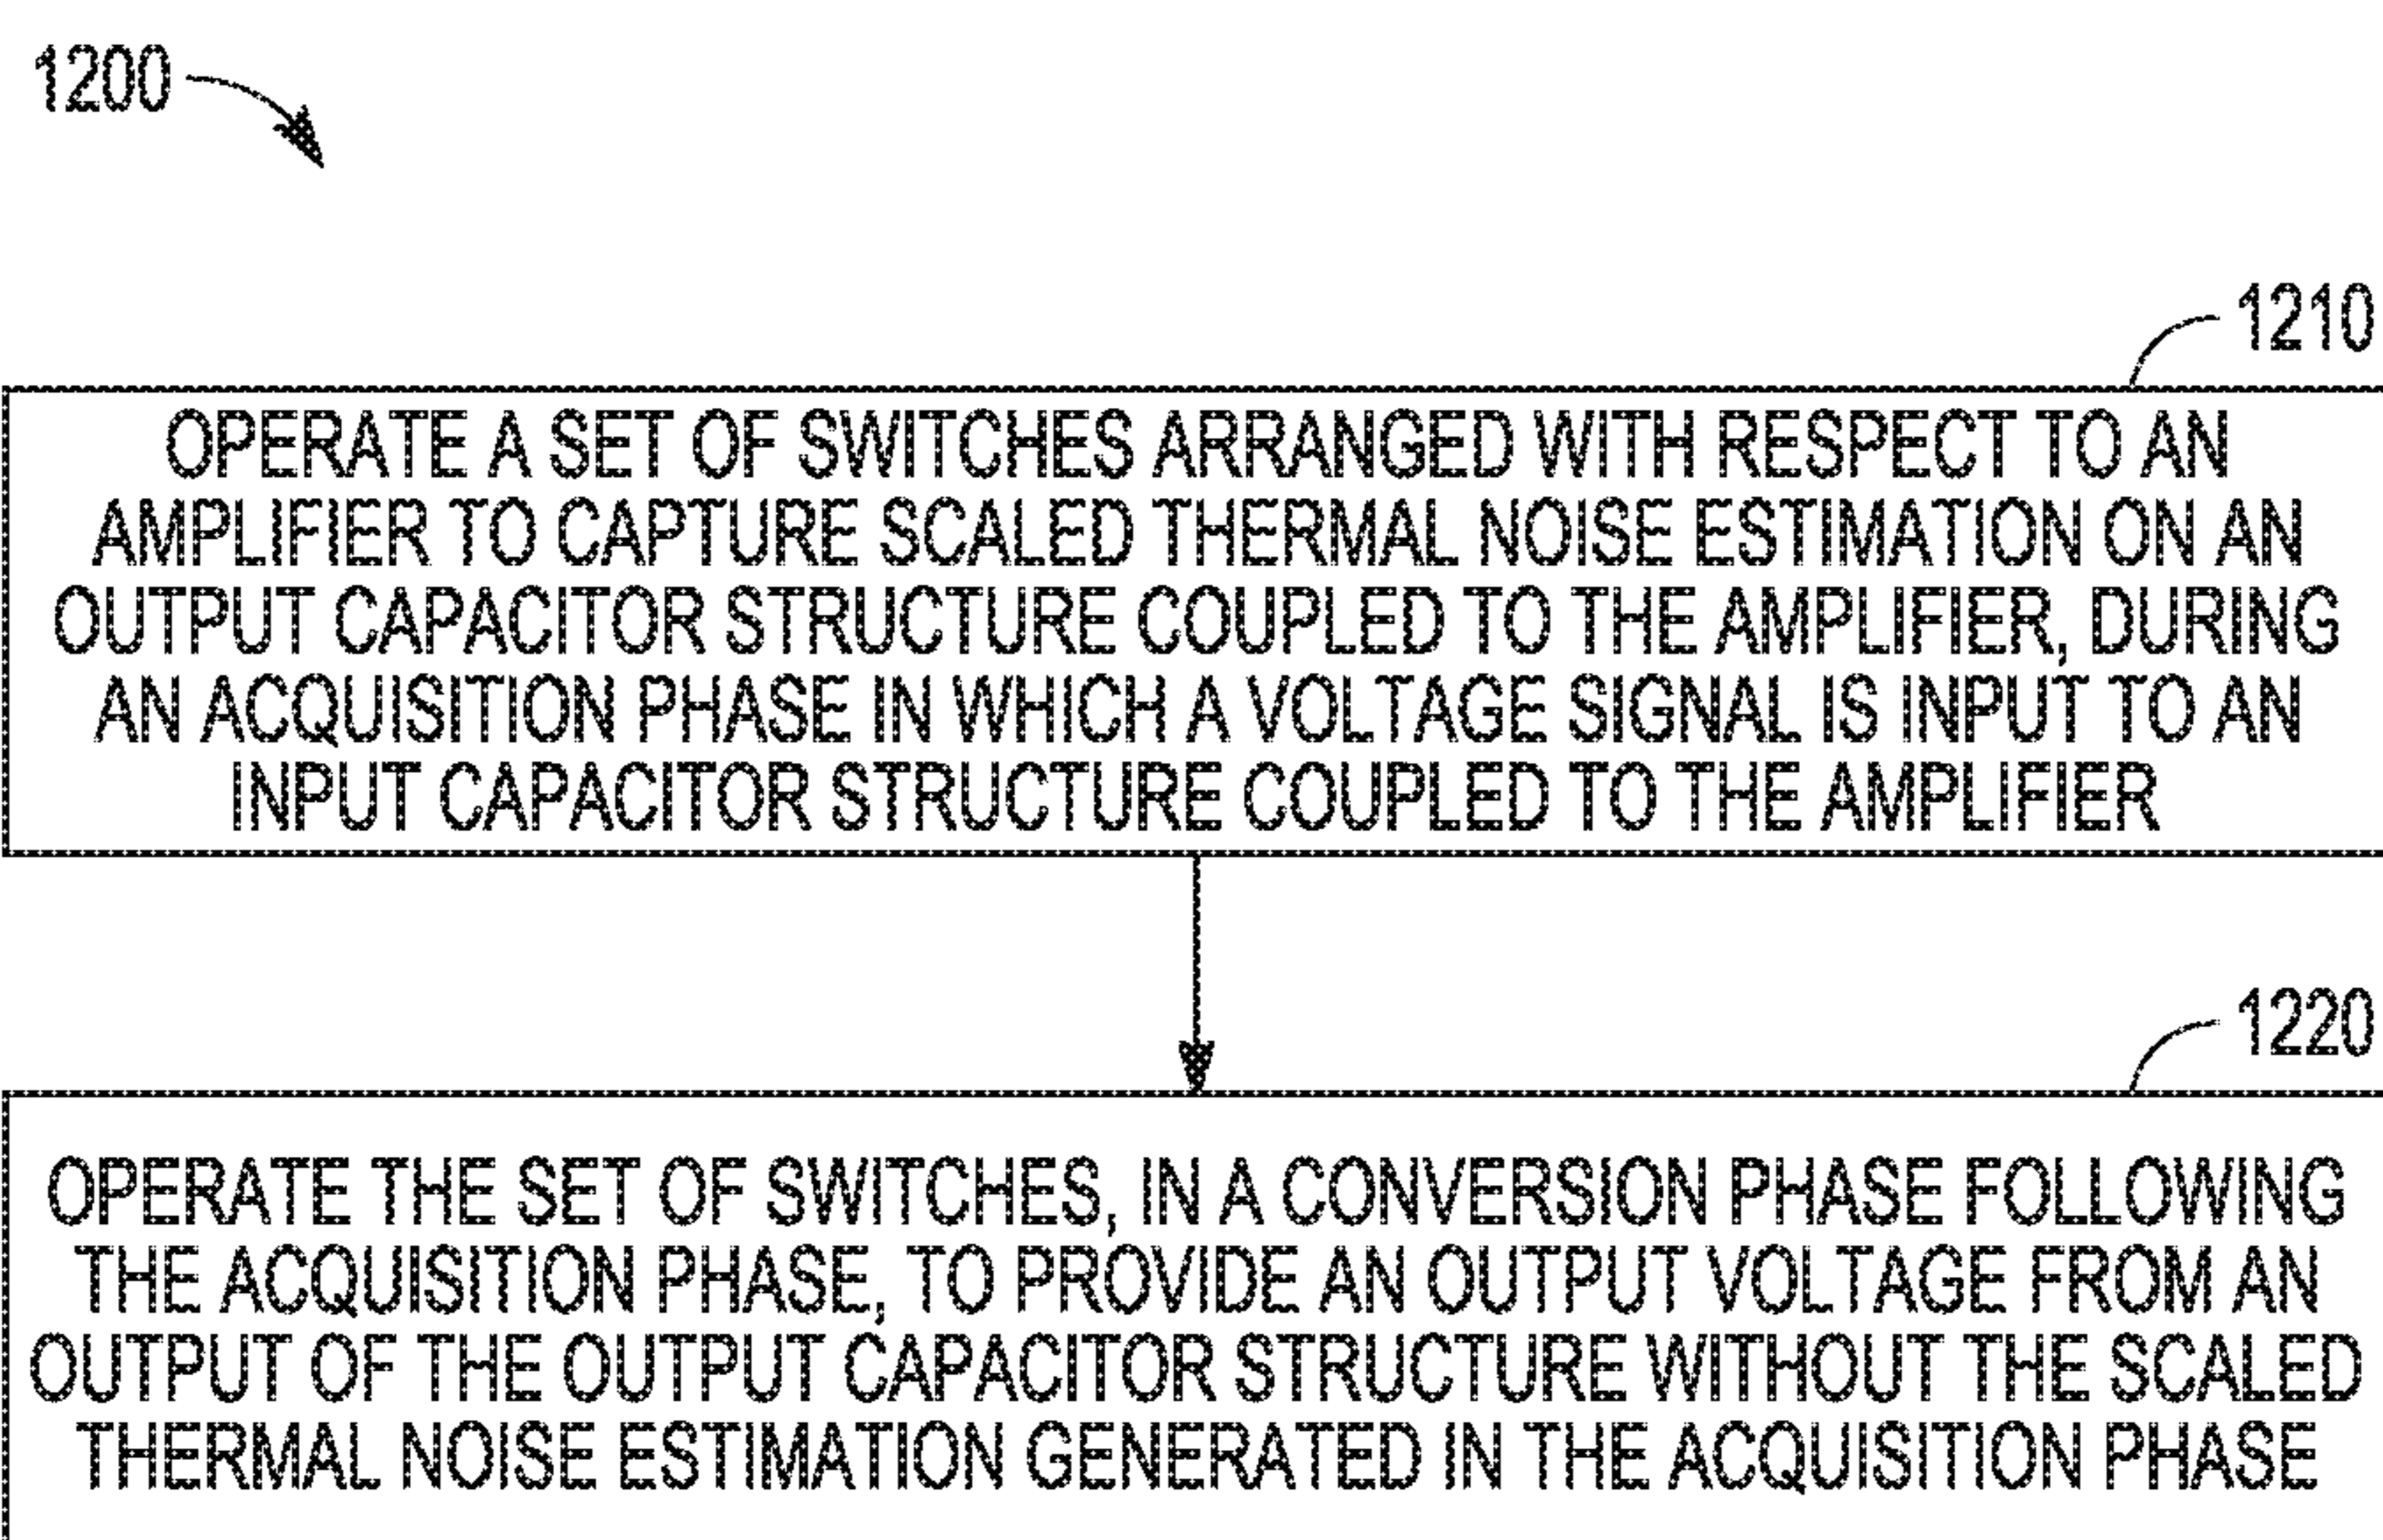 1200
1210
OPERATE A SET OF SWITCHES ARRANGED WITH RESPECT TO AN
AMPLIFIER TO CAPTURE SCALED THERMAL NOISE ESTIMATION ON AN
OUTPUT CAPACITOR STRUCTURE COUPLED TO THE AMPLIFIER, DURING
AN ACQUISITION PHASE IN WHICH A VOLTAGE SIGNAL IS INPUT TO AN
INPUT CAPACITOR STRUCTURE COUPLED TO THE AMPLIFIER
1220
OPERATE THE SET OF SWITCHES, IN A CONVERSION PHASE FOLLOWING
THE ACQUISITION PHASE, TO PROVIDE AN OUTPUT VOLTAGE FROM AN
OUTPUT OF THE OUTPUT CAPACITOR STRUCTURE WITHOUT THE SCALED
THERMAL NOISE ESTIMATION GENERATED IN THE ACQUISITION PHASE